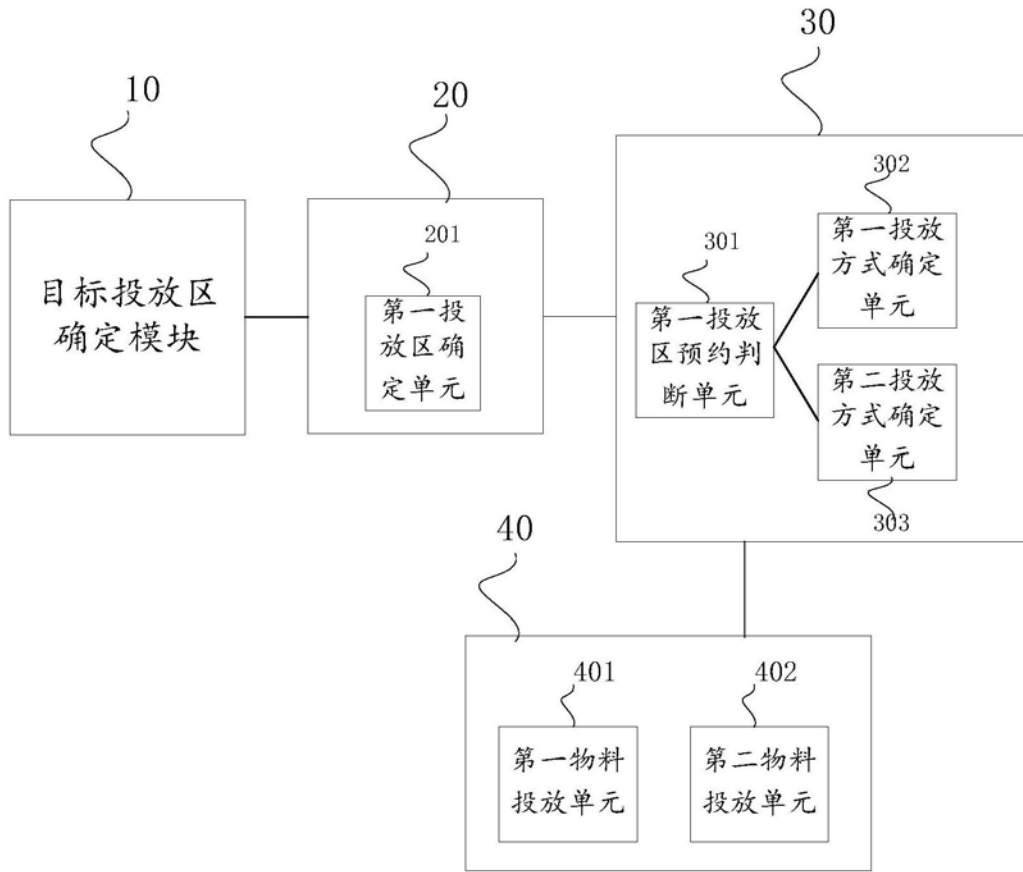 10
目标投放区
确定模块
20
201
第一投
放区确
定单元
30
301
第一投放
区预约判
断单元
302
第一投放
方式确定
单元
第二投放
方式确定
单元
303
40
401
第一物料
投放单元
402
第二物料
投放单元